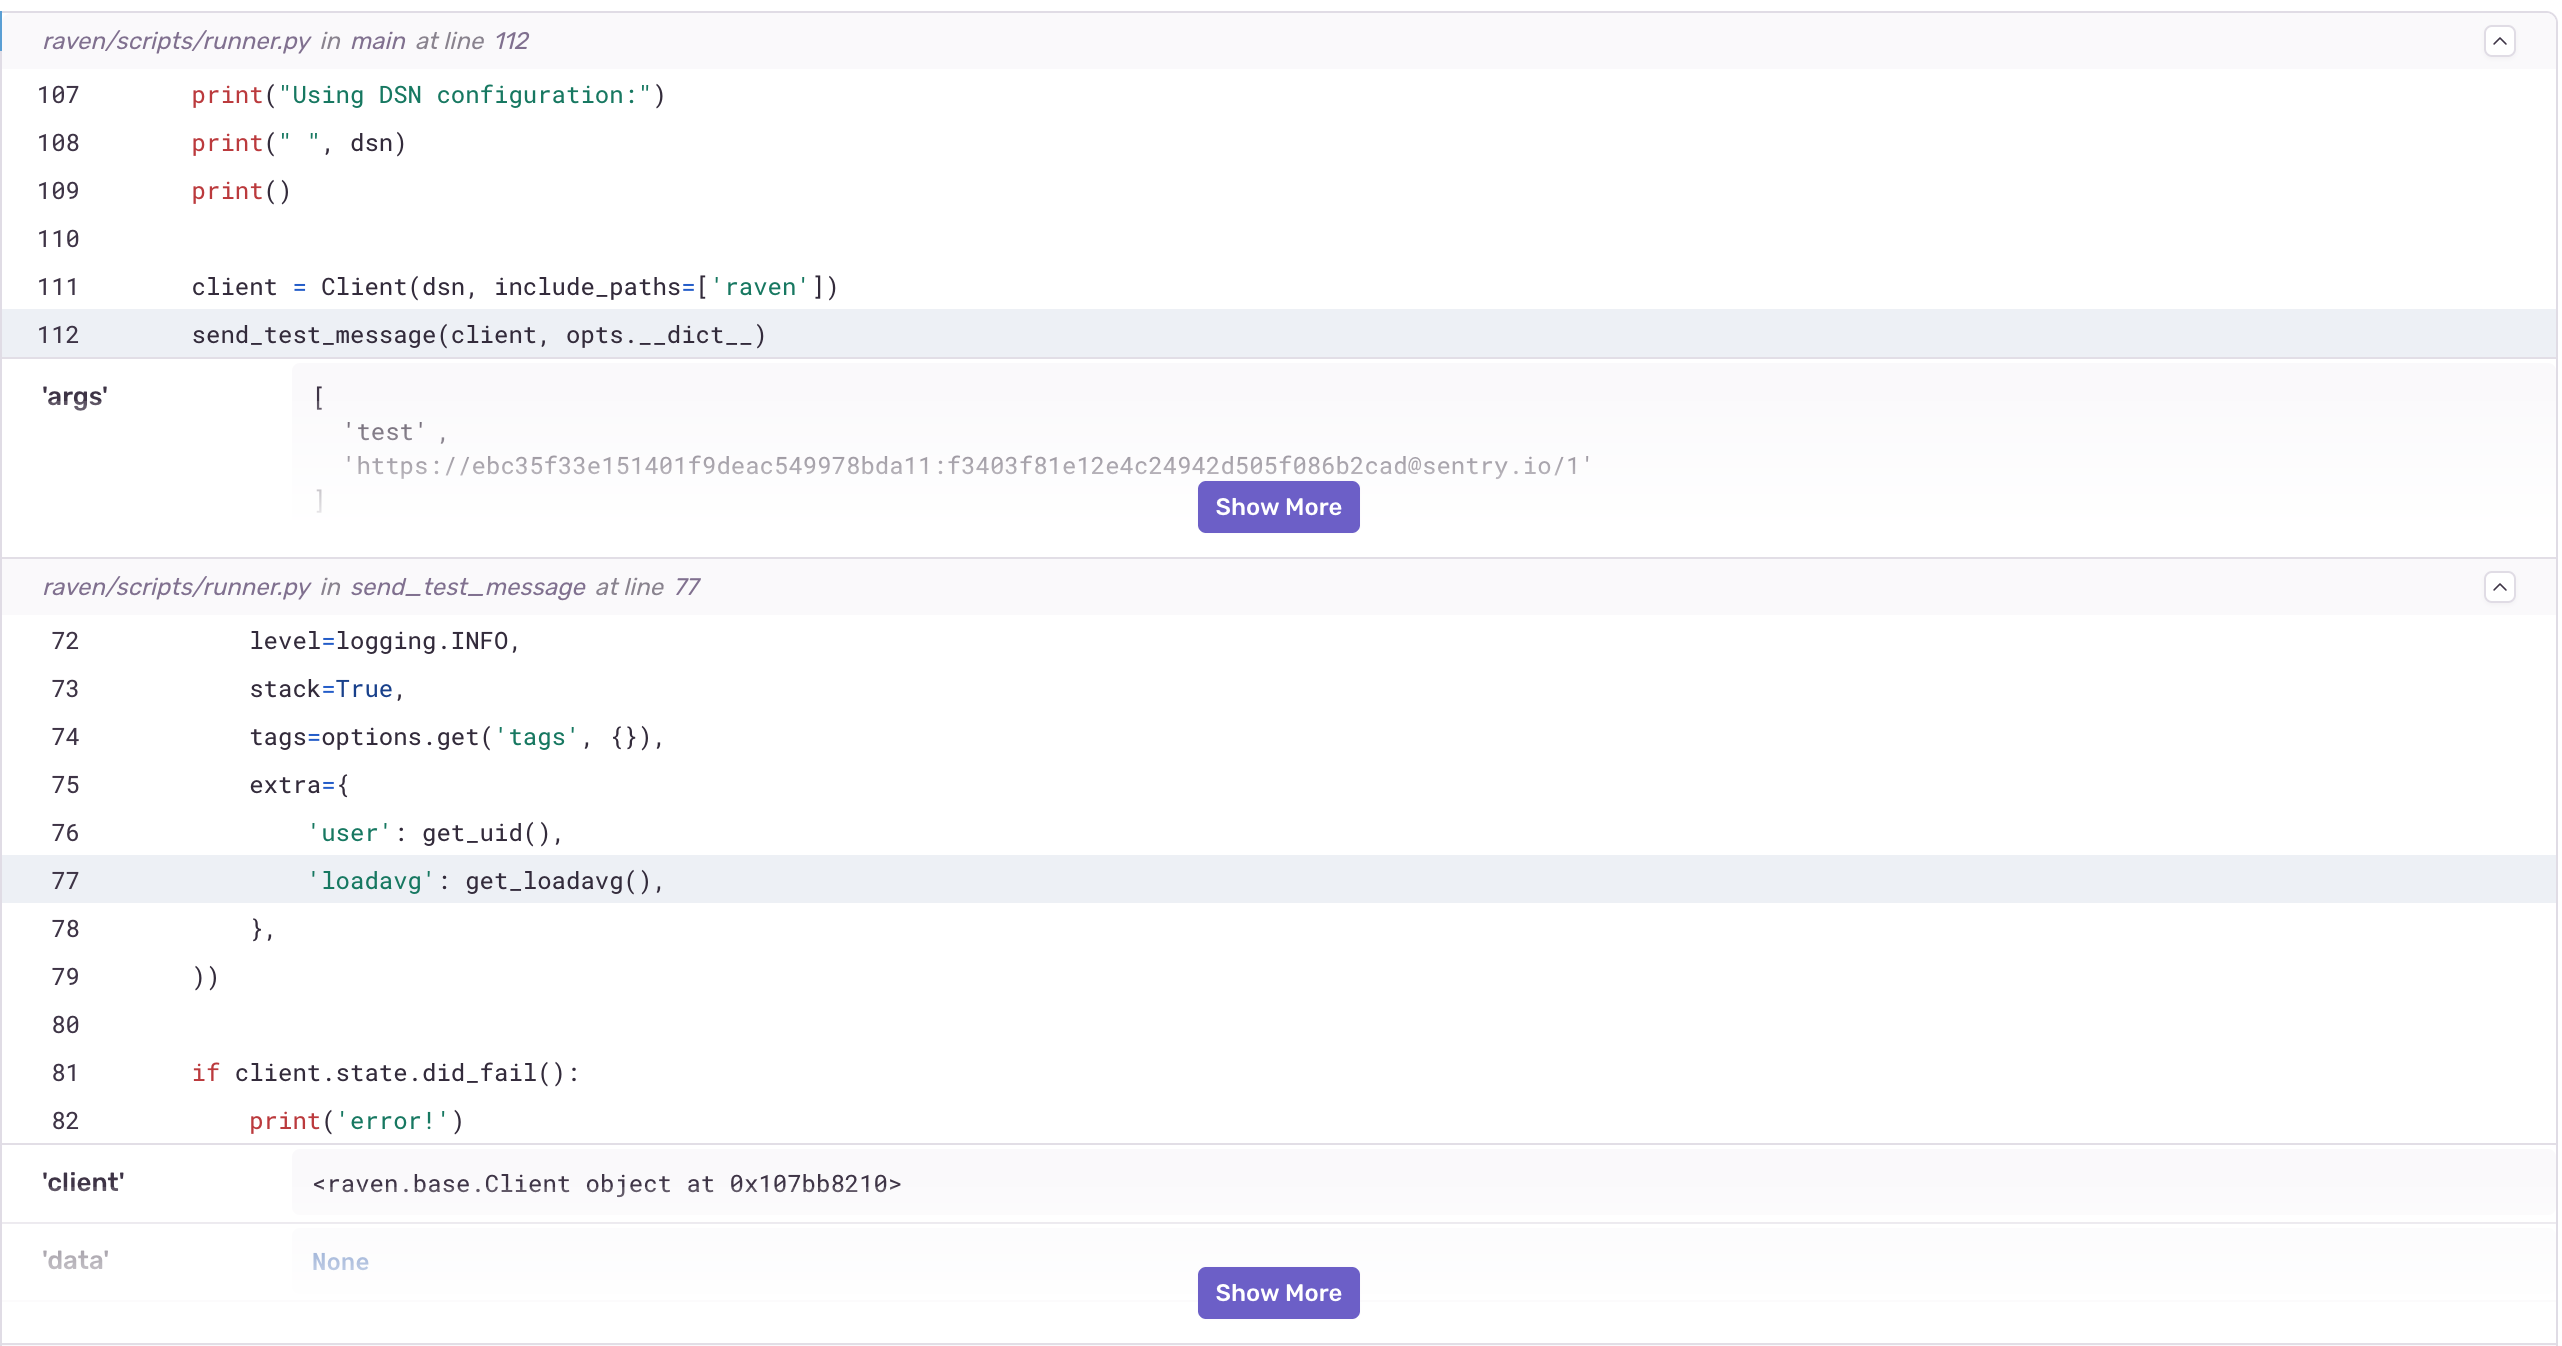 raven/scripts/runner.py in main at line 112
107 print("Using DSN configuration:")
108 print(" ", dsn)
109 print()
110
111 client = Client(dsn, include_paths=['raven'])
112 send_test_message(client, opts.__dict__)
'args' [
'test' ,
'https://ebc35f33e151401f9deac549978bda11:f3403f81e12e4c24942d505f086b2cad@sentry.io/1'
]
Show More
raven/scripts/runner.py in send_test_message at line 77
72 level=logging.INFO,
73 stack=True,
74 tags=options.get('tags', {}),
75 extra={
76 'user': get_uid(),
77 'loadavg': get_loadavg(),
78 },
79 ))
80
81 if client.state.did_fail():
82 print('error!')
'client' <raven.base.Client object at 0x107bb8210>
'data' None
Show More